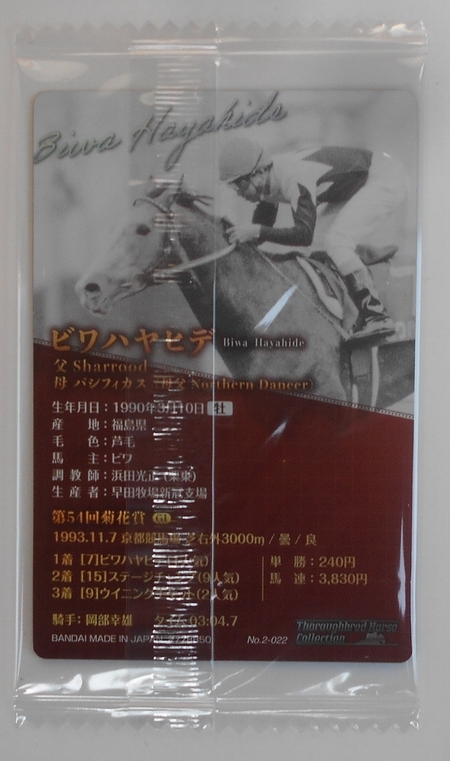 Biwa Hayahide
ビワハヤヒデ Biwa Hayahide
父 Sharrood
母 パシフィカス（母父 Northern Dancer）
生年月日：1990年3月10日 牡
産　地：福島県
毛　色：芦毛
馬　主：ビワ
調教師：浜田光正（栗東）
生産者：早田牧場新冠支場
第54回菊花賞 GI
1993.11.7 京都競馬場 芝右外3000m / 曇 / 良
1着 [7]ビワハヤヒデ(1人気)
2着 [15]ステージチャンプ(9人気)
3着 [9]ウイニングチケット(2人気)
単　勝：240円
馬　連：3,830円
騎手：岡部幸雄　タイム 03:04.7
BANDAI MADE IN JAPAN
No.2-022
Thoroughbred Horse
Collection